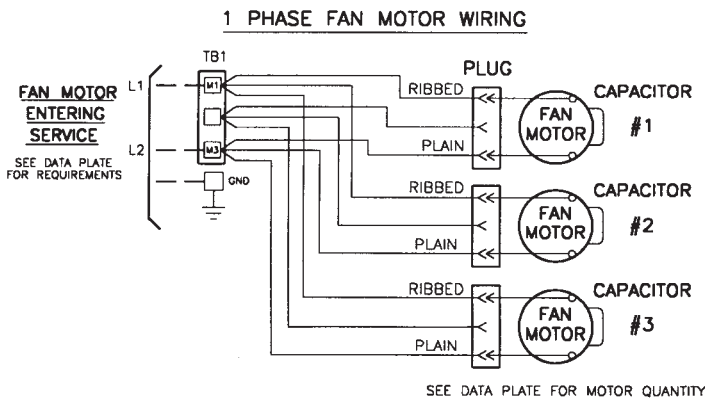 1 PHASE FAN MOTOR WIRING
TB1
PLUG
L1
M1
RIBBED
CAPACITOR
FAN MOTOR
ENTERING
SERVICE
FAN
MOTOR
#1
L2
M3
PLAIN
SEE DATA PLATE
FOR REQUIREMENTS
GND
RIBBED
CAPACITOR
FAN
MOTOR
#2
PLAIN
RIBBED
CAPACITOR
FAN
MOTOR
#3
PLAIN
SEE DATA PLATE FOR MOTOR QUANTITY